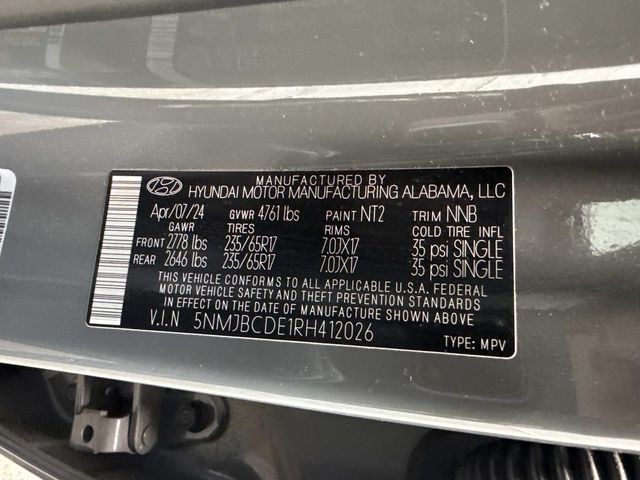 MANUFACTURED BY
HYUNDAI MOTOR MANUFACTURING ALABAMA, LLC
Apr/07/24 GVWR 4761 lbs PAINT NT2 TRIM NNB
GAWR TIRES RIMS COLD TIRE INFL
FRONT 2778 lbs 235/65R17 7.0JX17 35 psi SINGLE
REAR 2646 lbs 235/65R17 7.0JX17 35 psi SINGLE
THIS VEHICLE CONFORMS TO ALL APPLICABLE U.S.A. FEDERAL
MOTOR VEHICLE SAFETY AND THEFT PREVENTION STANDARDS
IN EFFECT ON THE DATE OF MANUFACTURE SHOWN ABOVE.
V.I.N 5NMJBCDE1RH412026
TYPE: MPV